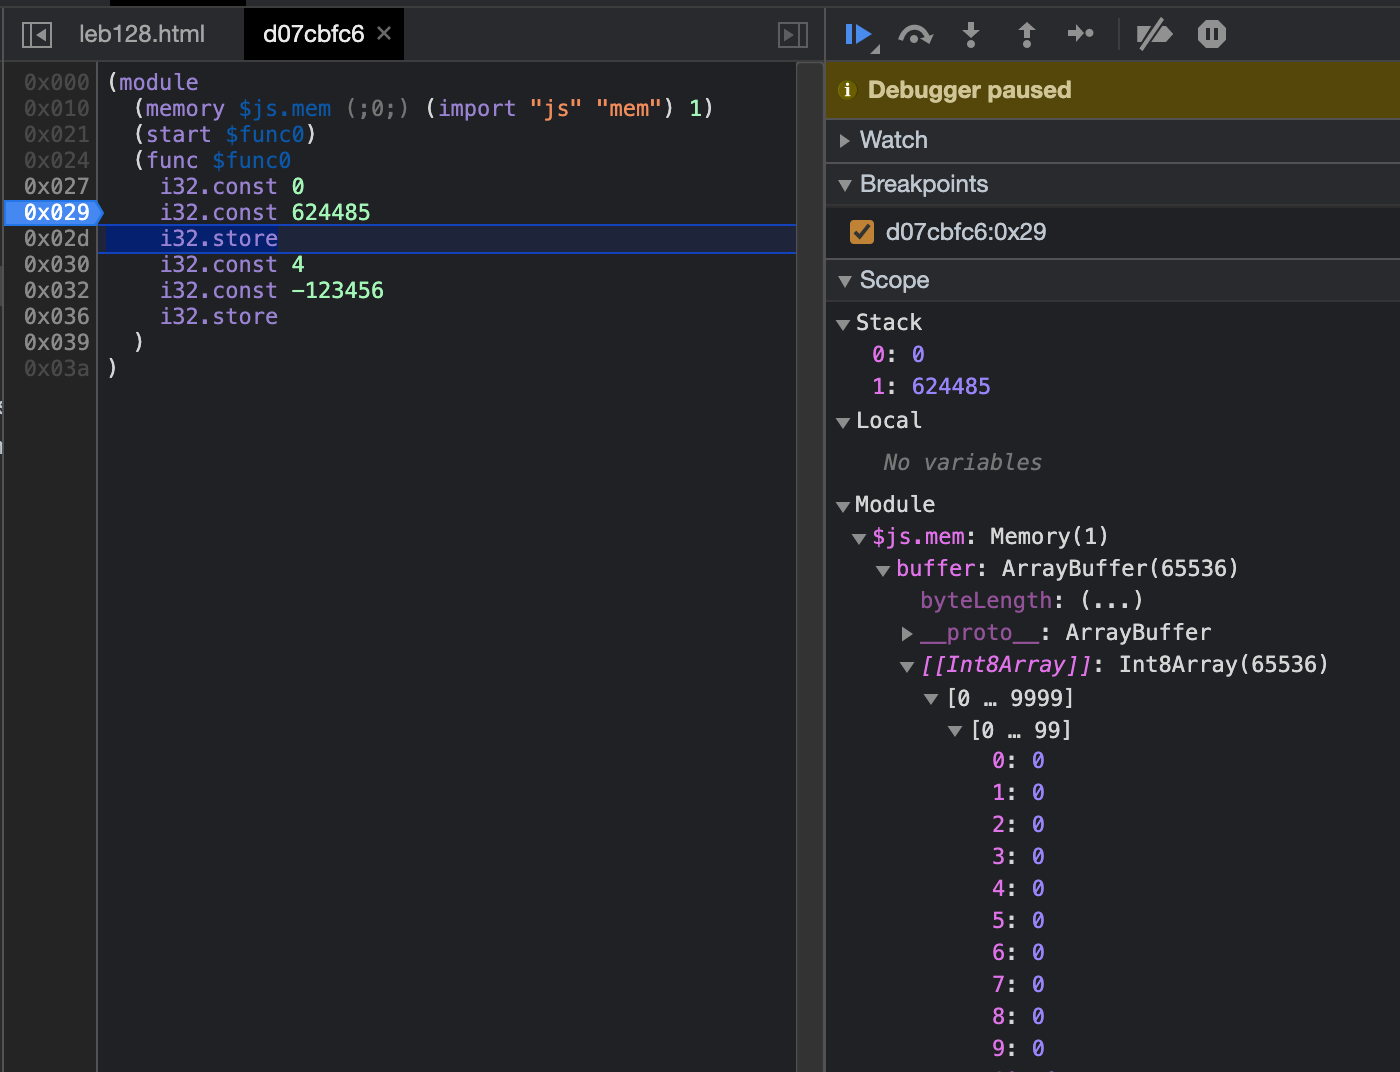 leb128.html d07cbfc6 ×
0x000 (module
0x010 (memory $js.mem (;0;) (import "js" "mem") 1)
0x021 (start $func0)
0x024 (func $func0
0x027 i32.const 0
0x029 i32.const 624485
0x02d i32.store
0x030 i32.const 4
0x032 i32.const -123456
0x036 i32.store
0x039 )
0x03a )
Debugger paused
Watch
Breakpoints
d07cbfc6:0x29
Scope
Stack
0: 0
1: 624485
Local
No variables
Module
$js.mem: Memory(1)
buffer: ArrayBuffer(65536)
byteLength: (...)
__proto__: ArrayBuffer
[[Int8Array]]: Int8Array(65536)
[0 … 9999]
[0 … 99]
0: 0
1: 0
2: 0
3: 0
4: 0
5: 0
6: 0
7: 0
8: 0
9: 0